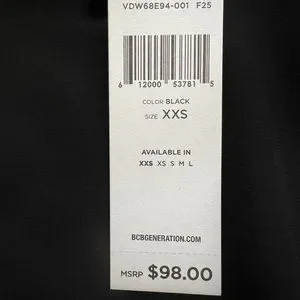 VDW68E94-001 F25
6 12000 53781 5
COLOR BLACK
SIZE XXS
AVAILABLE IN
XXS XS S M L
BCBGENERATION.COM
MSRP $98.00